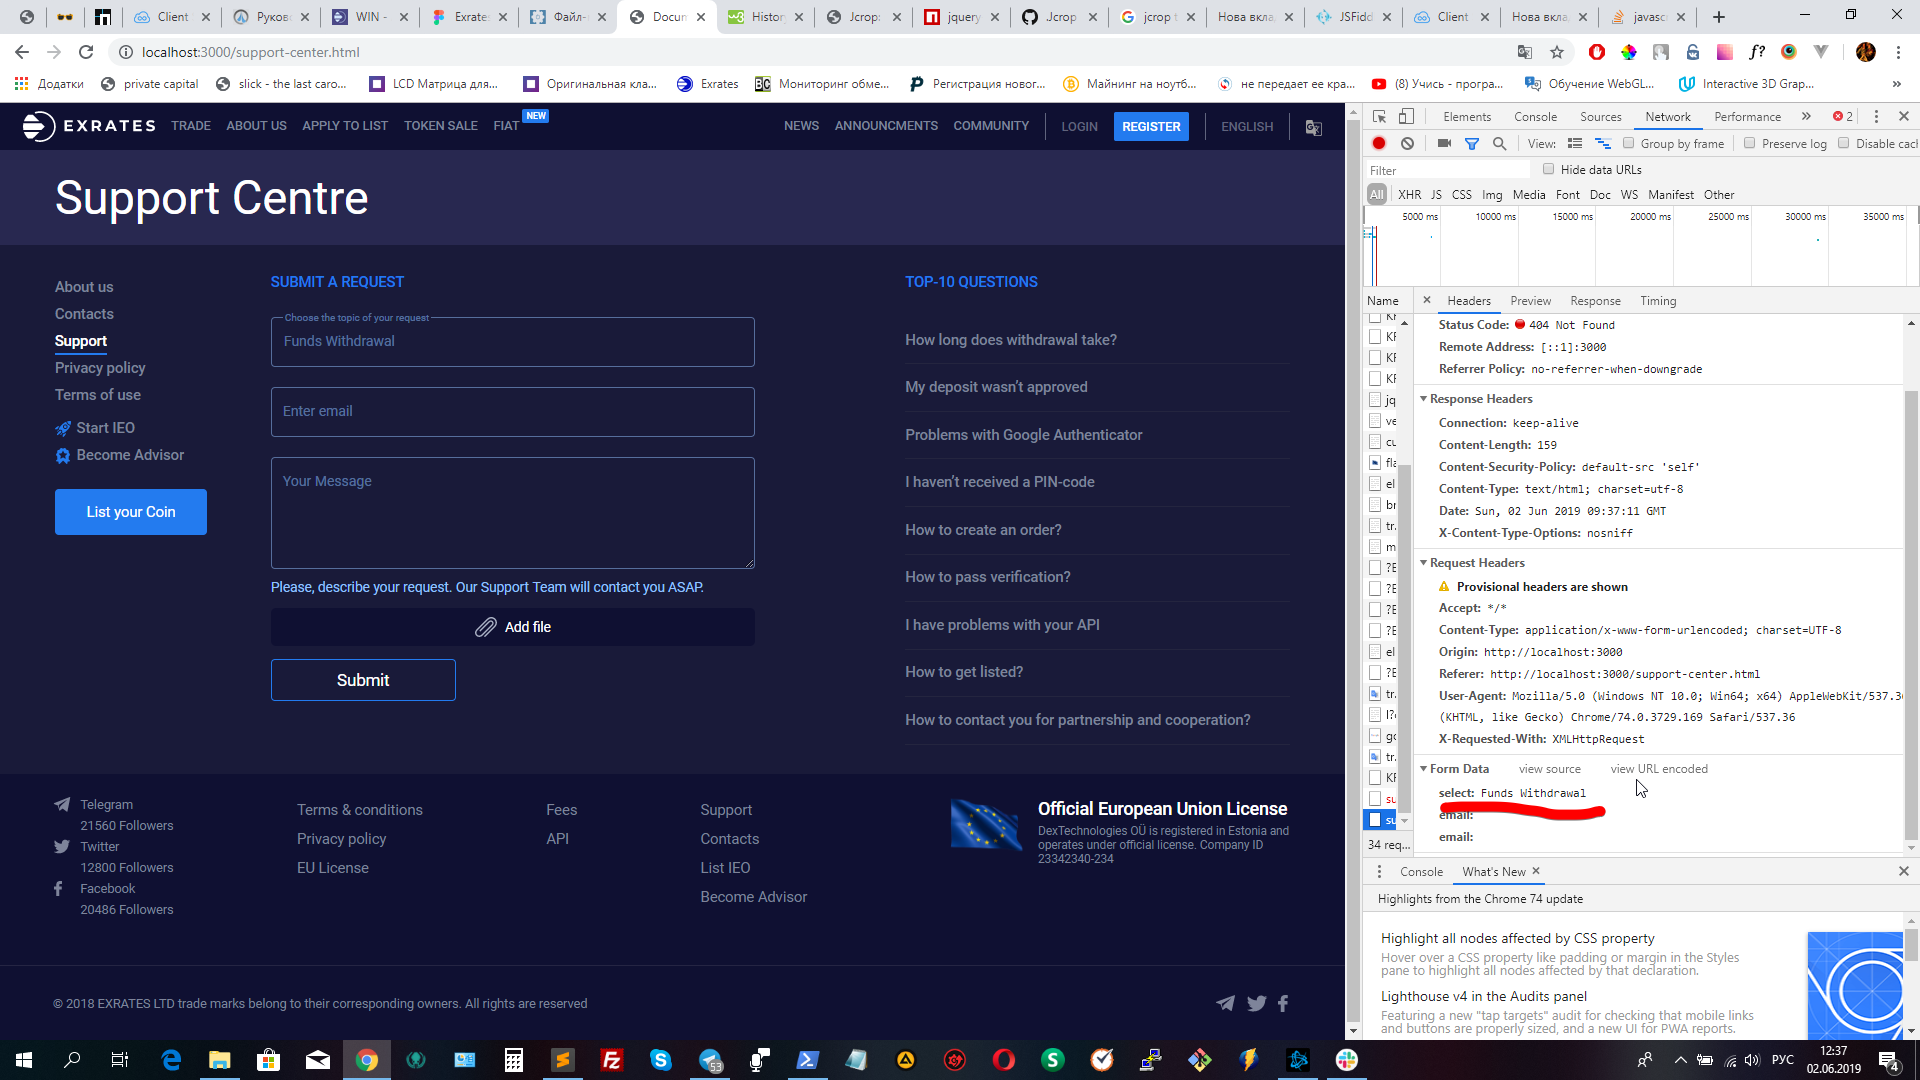 Client
Руков
WIN -
Exrates
Файл-
Docum
History
Jcrop:
jquery
Jcrop
jcrop t
Нова вкла
JSFidd
Client
Нова вкла
javasc
localhost:3000/support-center.html
Додатки
private capital
slick - the last caro...
LCD Матрица для...
Оригинальная кла...
Exrates
Мониторинг обме...
Регистрация новог...
Майнинг на ноутб...
не передает ее кра...
(8) Учись - програ...
Обучение WebGL...
Interactive 3D Grap...
EXRATES
TRADE
ABOUT US
APPLY TO LIST
TOKEN SALE
FIAT
NEW
NEWS
ANNOUNCMENTS
COMMUNITY
LOGIN
REGISTER
ENGLISH
Support Centre
About us
Contacts
Support
Privacy policy
Terms of use
Start IEO
Become Advisor
List your Coin
SUBMIT A REQUEST
Choose the topic of your request
Funds Withdrawal
Enter email
Your Message
Please, describe your request. Our Support Team will contact you ASAP.
Add file
Submit
TOP-10 QUESTIONS
How long does withdrawal take?
My deposit wasn't approved
Problems with Google Authenticator
I haven't received a PIN-code
How to create an order?
How to pass verification?
I have problems with your API
How to get listed?
How to contact you for partnership and cooperation?
Telegram
21560 Followers
Twitter
12800 Followers
Facebook
20486 Followers
Terms & conditions
Privacy policy
EU License
Fees
API
Support
Contacts
List IEO
Become Advisor
Official European Union License
DexTechnologies OÜ is registered in Estonia and
operates under official license. Company ID
23342340-234
© 2018 EXRATES LTD trade marks belong to their corresponding owners. All rights are reserved
Elements
Console
Sources
Network
Performance
2
View:
Group by frame
Preserve log
Disable cach
Filter
Hide data URLs
All
XHR
JS
CSS
Img
Media
Font
Doc
WS
Manifest
Other
5000 ms
10000 ms
15000 ms
20000 ms
25000 ms
30000 ms
35000 ms
Name
Headers
Preview
Response
Timing
Status Code: 404 Not Found
Remote Address: [::1]:3000
Referrer Policy: no-referrer-when-downgrade
Response Headers
Connection: keep-alive
Content-Length: 159
Content-Security-Policy: default-src 'self'
Content-Type: text/html; charset=utf-8
Date: Sun, 02 Jun 2019 09:37:11 GMT
X-Content-Type-Options: nosniff
Request Headers
Provisional headers are shown
Accept: */*
Content-Type: application/x-www-form-urlencoded; charset=UTF-8
Origin: http://localhost:3000
Referer: http://localhost:3000/support-center.html
User-Agent: Mozilla/5.0 (Windows NT 10.0; Win64; x64) AppleWebKit/537.36
(KHTML, like Gecko) Chrome/74.0.3729.169 Safari/537.36
X-Requested-With: XMLHttpRequest
Form Data
view source
view URL encoded
select: Funds Withdrawal
email:
email:
34 req...
Console
What's New
Highlights from the Chrome 74 update
Highlight all nodes affected by CSS property
Hover over a CSS property like padding or margin in the Styles
pane to highlight all nodes affected by that declaration.
Lighthouse v4 in the Audits panel
Featuring a new "tap targets" audit for checking that mobile links
and buttons are properly sized, and a new UI for PWA reports.
53
РУС
12:37
02.06.2019
4